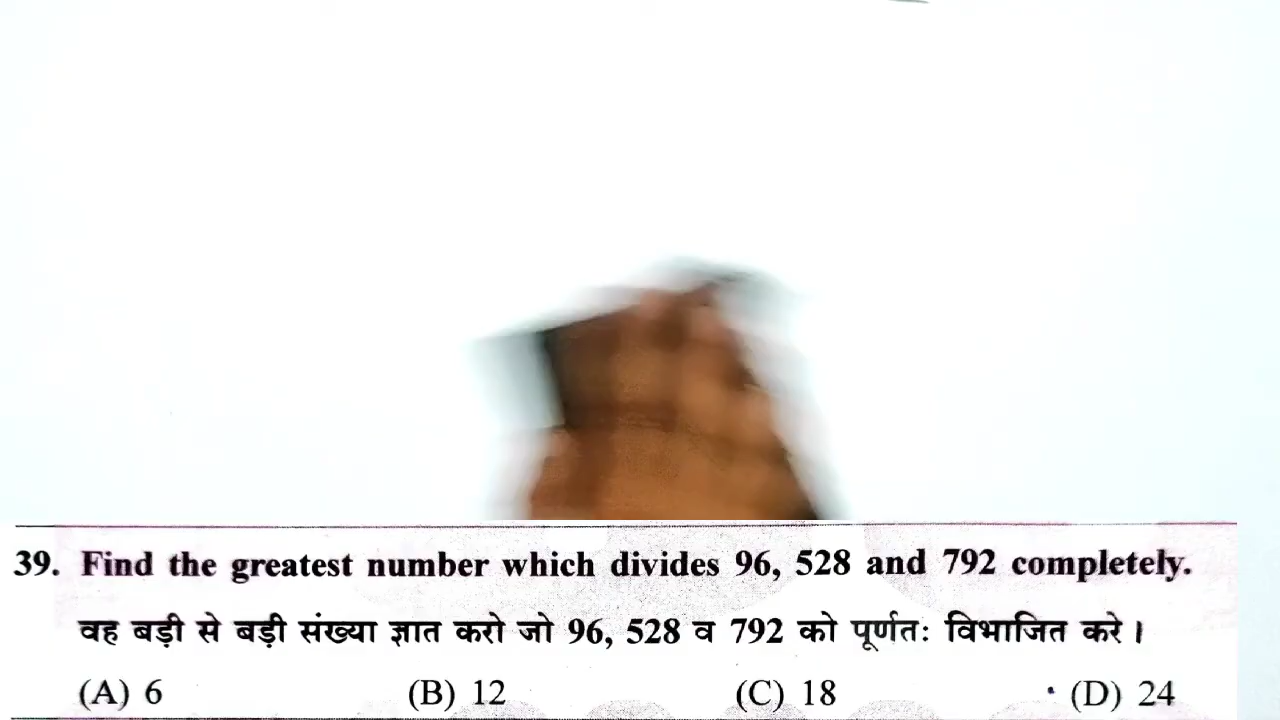 39. Find the greatest number which divides 96, 528 and 792 completely.
वह बड़ी से बड़ी संख्या ज्ञात करो जो 96, 528 व 792 को पूर्णतः विभाजित करे ।
(A) 6 (B) 12 (C) 18 (D) 24